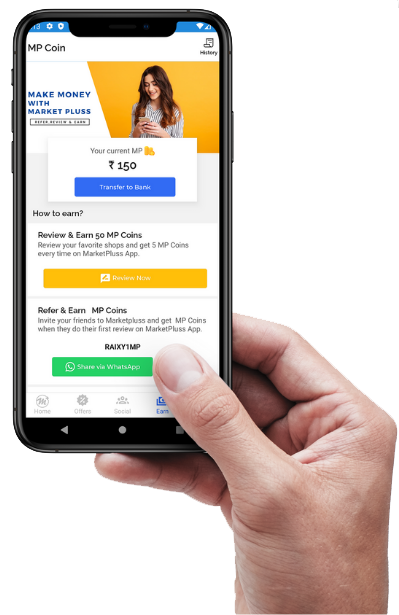 :13
MP Coin
History
MAKE MONEY
WITH
MARKET PLUSS
REFER,REVIEW & EARN
Your current MP
₹ 150
Transfer to Bank
How to earn?
Review & Earn 50 MP Coins
Review your favorite shops and get 5 MP Coins
every time on MarketPluss App.
Review Now
Refer & Earn MP Coins
Invite your friends to Marketpluss and get MP Coins
when they do their first review on MarketPluss App.
RAIXY1MP
Share via WhatsApp
Home
Offers
Social
Earn